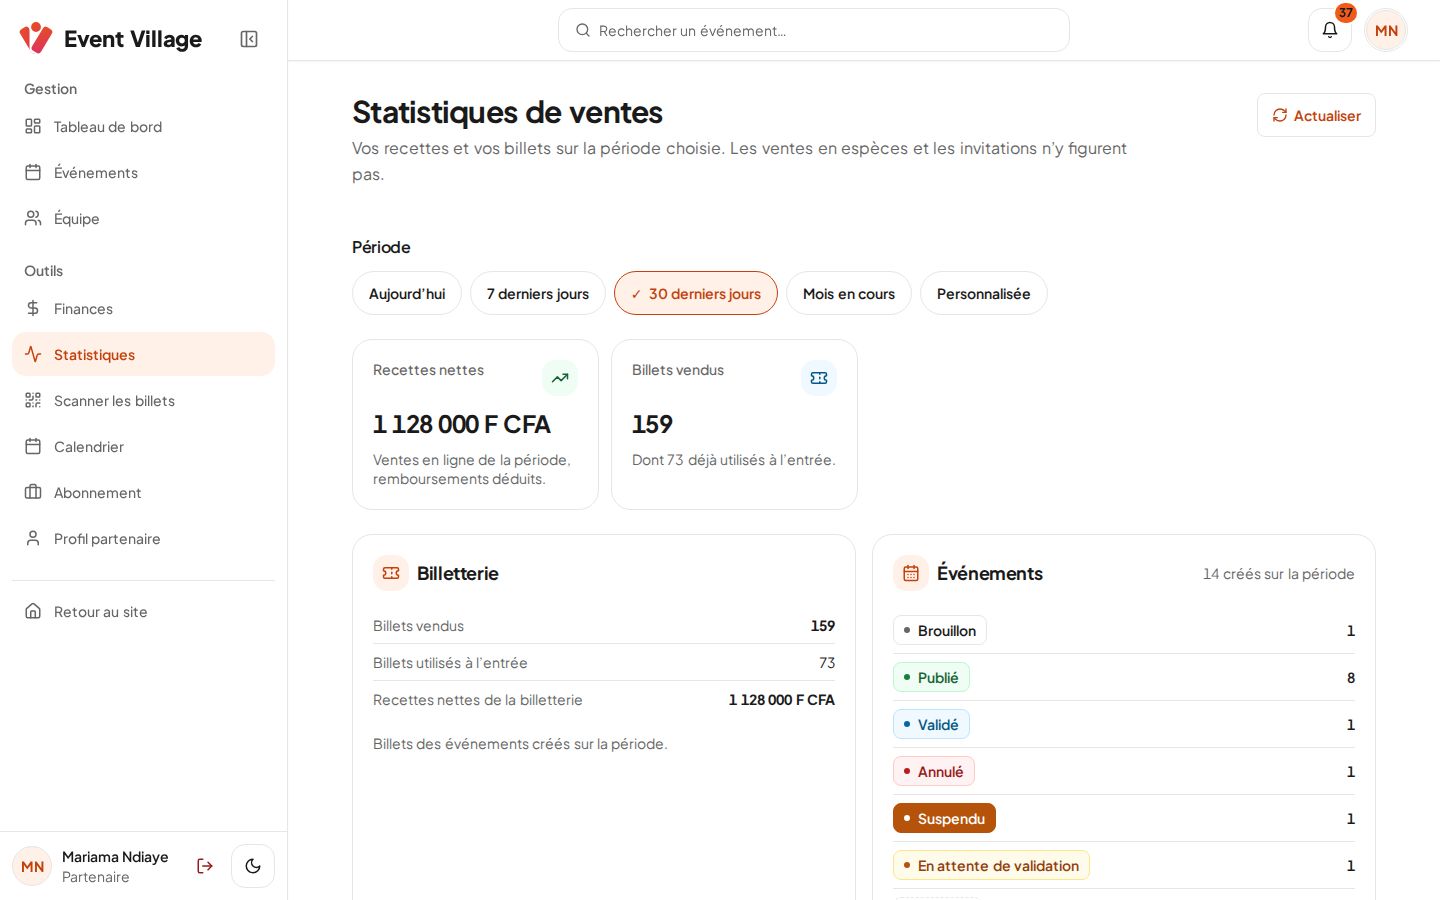 Event Village
Gestion
Tableau de bord
Événements
Équipe
Outils
Finances
Statistiques
Scanner les billets
Calendrier
Abonnement
Profil partenaire
Retour au site
MN
Mariama Ndiaye
Partenaire
Rechercher un événement…
37
MN
Statistiques de ventes
Actualiser
Vos recettes et vos billets sur la période choisie. Les ventes en espèces et les invitations n’y figurent
pas.
Période
Aujourd’hui
7 derniers jours
✓ 30 derniers jours
Mois en cours
Personnalisée
Recettes nettes
1 128 000 F CFA
Ventes en ligne de la période,
remboursements déduits.
Billets vendus
159
Dont 73 déjà utilisés à l’entrée.
Billetterie
Billets vendus 159
Billets utilisés à l’entrée 73
Recettes nettes de la billetterie 1 128 000 F CFA
Billets des événements créés sur la période.
Événements 14 créés sur la période
Brouillon 1
Publié 8
Validé 1
Annulé 1
Suspendu 1
En attente de validation 1